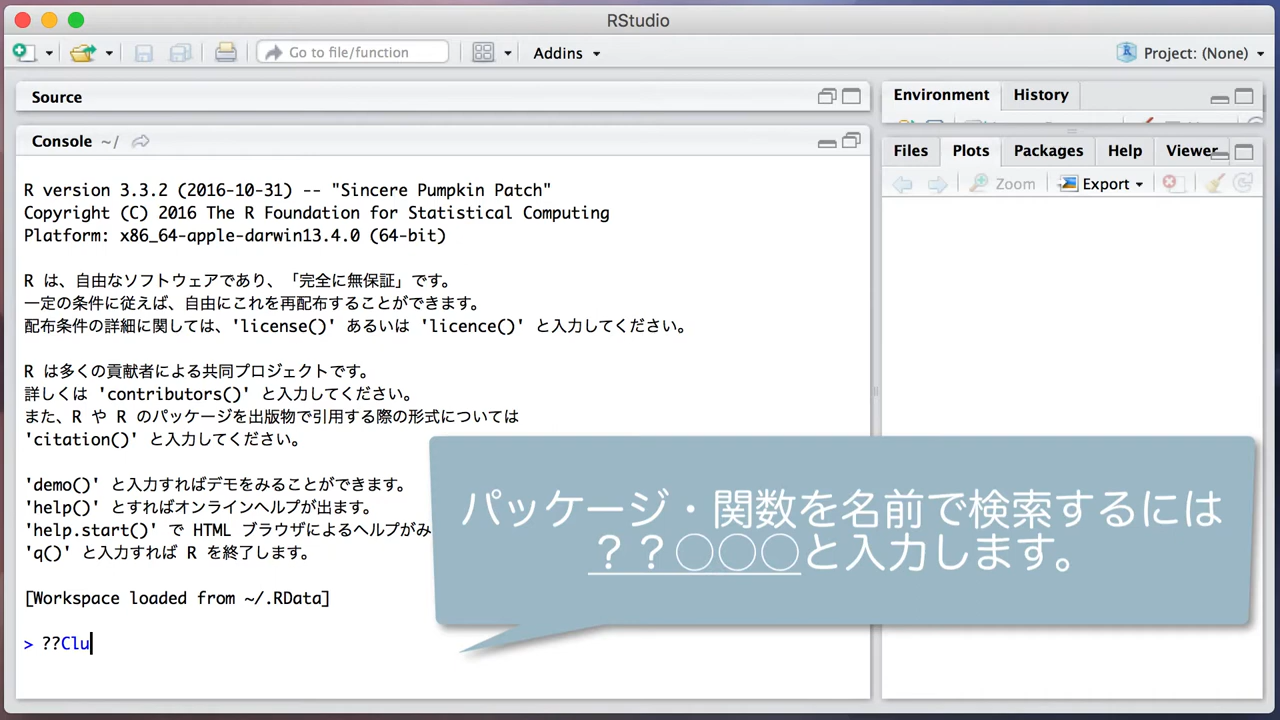 RStudio
Go to file/function
Addins
Project: (None)
Source
Console ~/
R version 3.3.2 (2016-10-31) -- "Sincere Pumpkin Patch"
Copyright (C) 2016 The R Foundation for Statistical Computing
Platform: x86_64-apple-darwin13.4.0 (64-bit)
R は、自由なソフトウェアであり、「完全に無保証」です。
一定の条件に従えば、自由にこれを再配布することができます。
配布条件の詳細に関しては、'license()' あるいは 'licence()' と入力してください。
R は多くの貢献者による共同プロジェクトです。
詳しくは 'contributors()' と入力してください。
また、R や R のパッケージを出版物で引用する際の形式については
'citation()' と入力してください。
'demo()' と入力すればデモをみることができます。
'help()' とすればオンラインヘルプが出ます。
'help.start()' で HTML ブラウザによるヘルプがみ
'q()' と入力すれば R を終了します。
[Workspace loaded from ~/.RData]
> ??Clu
Environment History
Files Plots Packages Help Viewer
Zoom Export
パッケージ・関数を名前で検索するには
？？○○○と入力します。